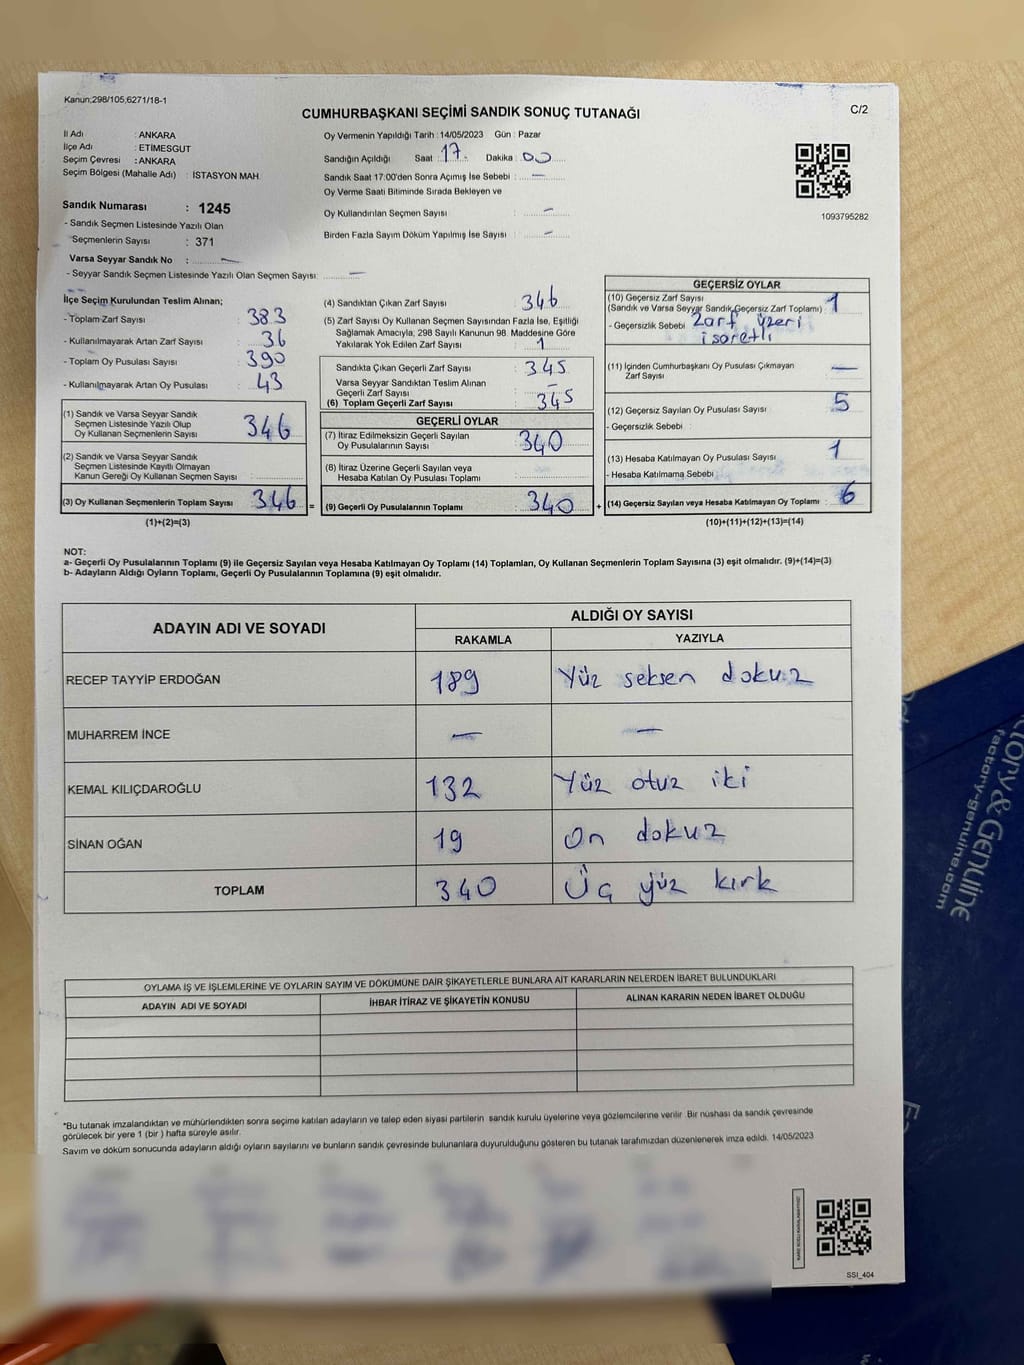 Kanun;298/105,6271/18-1
CUMHURBAŞKANI SEÇİMİ SANDIK SONUÇ TUTANAĞI
C/2
İl Adı : ANKARA
İlçe Adı : ETİMESGUT
Seçim Çevresi : ANKARA
Seçim Bölgesi (Mahalle Adı) : İSTASYON MAH.
Sandık Numarası : 1245
- Sandık Seçmen Listesinde Yazılı Olan
Seçmenlerin Sayısı : 371
Varsa Seyyar Sandık No : —
- Seyyar Sandık Seçmen Listesinde Yazılı Olan Seçmen Sayısı: —
Oy Vermenin Yapıldığı Tarih : 14/05/2023 Gün : Pazar
Sandığın Açıldığı Saat : 17 Dakika : 00
Sandık Saat 17:00'den Sonra Açımış İse Sebebi : —
Oy Verme Saati Bitiminde Sırada Bekleyen ve
Oy Kullandırılan Seçmen Sayısı : —
Birden Fazla Sayım Döküm Yapılmış İse Sayısı : —
1093795282
İlçe Seçim Kurulundan Teslim Alınan;
- Toplam Zarf Sayısı : 383
- Kullanılmayarak Artan Zarf Sayısı : 36
- Toplam Oy Pusulası Sayısı : 390
- Kullanılmayarak Artan Oy Pusulası : 43
(1) Sandık ve Varsa Seyyar Sandık
Seçmen Listesinde Yazılı Olup
Oy Kullanan Seçmenlerin Sayısı : 346
(2) Sandık ve Varsa Seyyar Sandık
Seçmen Listesinde Kayıtlı Olmayan
Kanun Gereği Oy Kullanan Seçmen Sayısı :
(3) Oy Kullanan Seçmenlerin Toplam Sayısı : 346
(1)+(2)=(3)
=
(4) Sandıktan Çıkan Zarf Sayısı : 346
(5) Zarf Sayısı Oy Kullanan Seçmen Sayısından Fazla İse, Eşitliği
Sağlamak Amacıyla, 298 Sayılı Kanunun 98. Maddesine Göre
Yakılarak Yok Edilen Zarf Sayısı : 1
Sandıkta Çıkan Geçerli Zarf Sayısı : 345
Varsa Seyyar Sandıktan Teslim Alınan
Geçerli Zarf Sayısı : —
(6) Toplam Geçerli Zarf Sayısı : 345
GEÇERLİ OYLAR
(7) İtiraz Edilmeksizin Geçerli Sayılan
Oy Pusulalarının Sayısı : 340
(8) İtiraz Üzerine Geçerli Sayılan veya
Hesaba Katılan Oy Pusulası Toplamı :
(9) Geçerli Oy Pusulalarının Toplamı : 340
+
GEÇERSİZ OYLAR
(10) Geçersiz Zarf Sayısı
(Sandık ve Varsa Seyyar Sandık Geçersiz Zarf Toplamı) : 1
- Geçersizlik Sebebi : Zarf üzeri
işaretli
(11) İçinden Cumhurbaşkanı Oy Pusulası Çıkmayan
Zarf Sayısı : —
(12) Geçersiz Sayılan Oy Pusulası Sayısı : 5
- Geçersizlik Sebebi :
(13) Hesaba Katılmayan Oy Pusulası Sayısı : 1
- Hesaba Katılmama Sebebi :
(14) Geçersiz Sayılan veya Hesaba Katılmayan Oy Toplamı : 6
(10)+(11)+(12)+(13)=(14)
NOT:
a- Geçerli Oy Pusulalarının Toplamı (9) ile Geçersiz Sayılan veya Hesaba Katılmayan Oy Toplamı (14) Toplamları, Oy Kullanan Seçmenlerin Toplam Sayısına (3) eşit olmalıdır. (9)+(14)=(3)
b- Adayların Aldığı Oyların Toplamı, Geçerli Oy Pusulalarının Toplamına (9) eşit olmalıdır.
ADAYIN ADI VE SOYADI
ALDIĞI OY SAYISI
RAKAMLA YAZIYLA
RECEP TAYYİP ERDOĞAN 189 Yüz seksen dokuz
MUHARREM İNCE — —
KEMAL KILIÇDAROĞLU 132 Yüz otuz iki
SİNAN OĞAN 19 On dokuz
TOPLAM 340 Üç yüz kırk
OYLAMA İŞ VE İŞLEMLERİNE VE OYLARIN SAYIM VE DÖKÜMÜNE DAİR ŞİKAYETLERLE BUNLARA AİT KARARLARIN NELERDEN İBARET BULUNDUKLARI
ADAYIN ADI VE SOYADI İHBAR İTİRAZ VE ŞİKAYETİN KONUSU ALINAN KARARIN NEDEN İBARET OLDUĞU
*Bu tutanak imzalandıktan ve mühürlendikten sonra seçime katılan adayların ve talep eden siyasi partilerin sandık kurulu üyelerine veya gözlemcilerine verilir. Bir nüshası da sandık çevresinde
görülecek bir yere 1 (bir) hafta süreyle asılır.
Sayım ve döküm sonucunda adayların aldığı oyların sayılarını ve bunların sandık çevresinde bulunanlara duyurulduğunu gösteren bu tutanak tarafımızdan düzenlenerek imza edildi. 14/05/2023
SSI_404
ctory & Genuine
factory-genuine.com